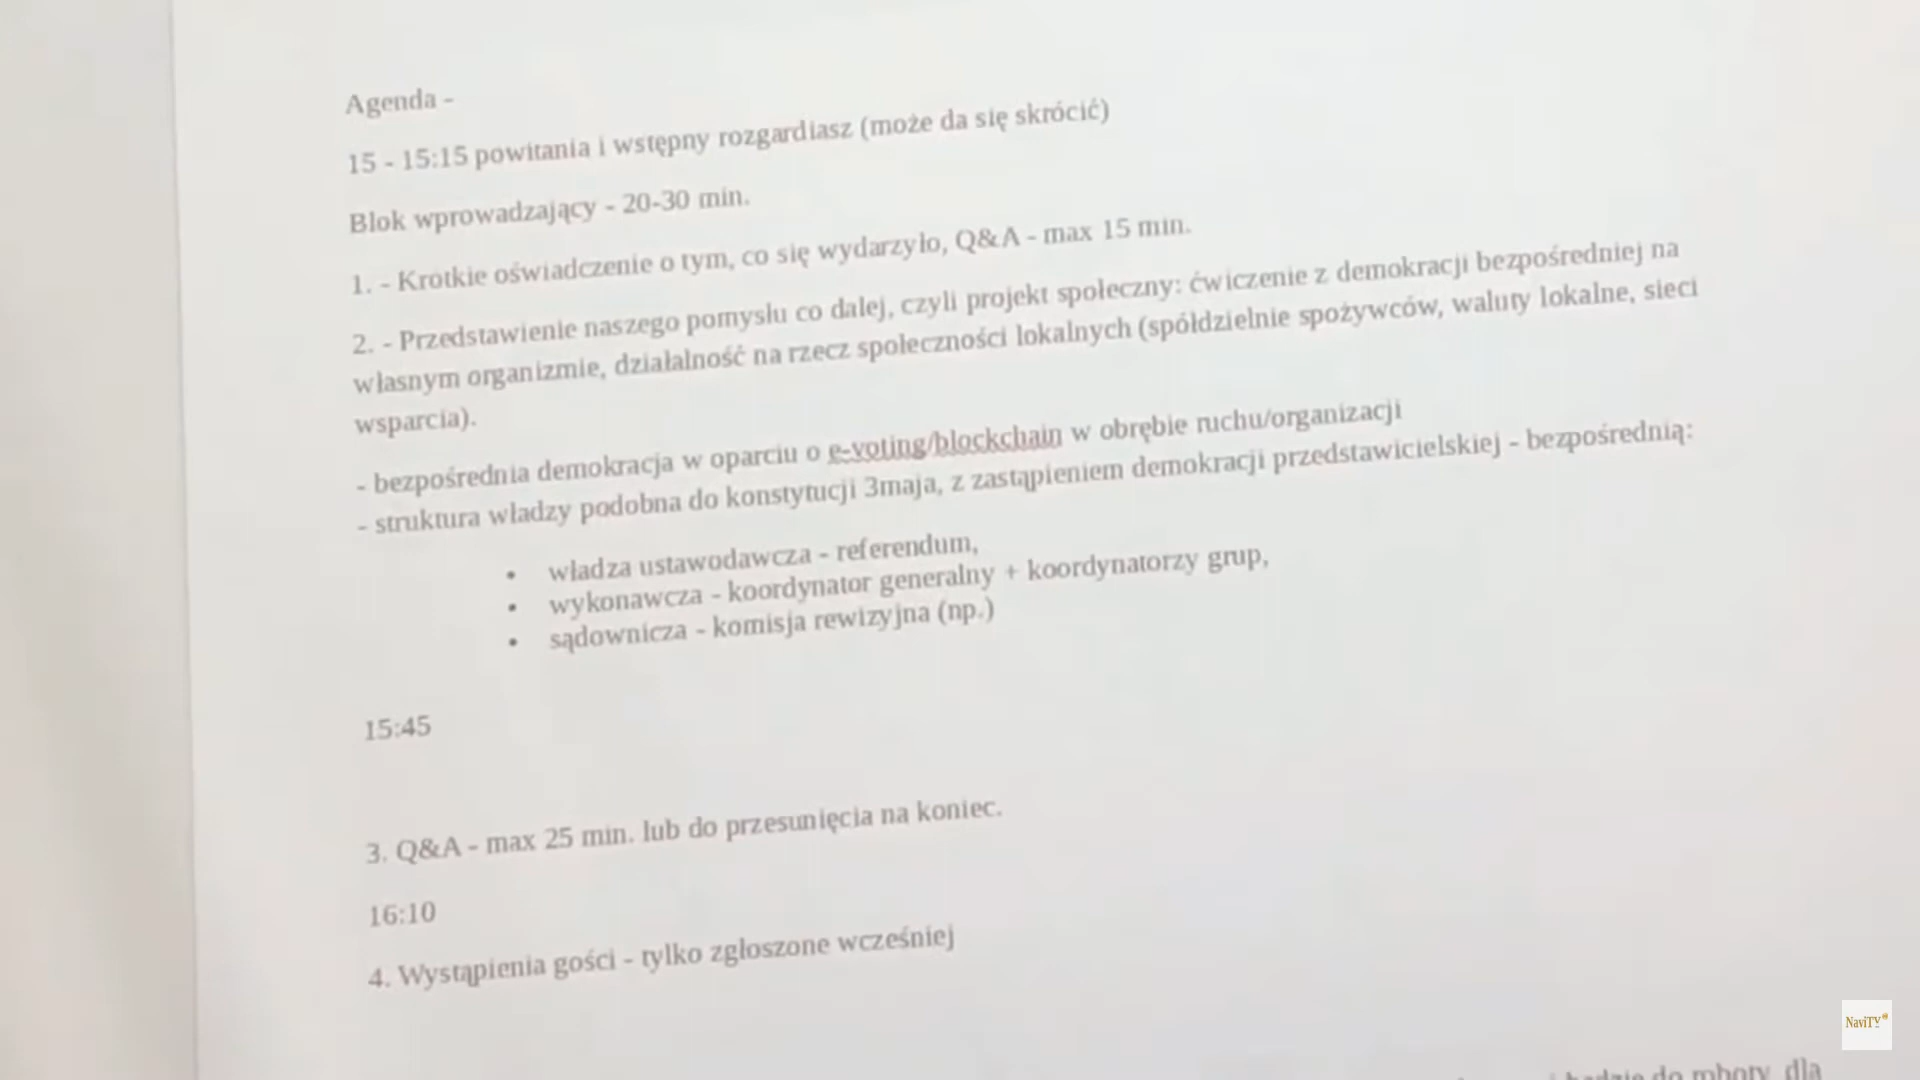 Agenda -
15 - 15:15 powitania i wstępny rozgardiasz (może da się skrócić)
Blok wprowadzający - 20-30 min.
1. - Krótkie oświadczenie o tym, co się wydarzyło, Q&A - max 15 min.
2. - Przedstawienie naszego pomysłu co dalej, czyli projekt społeczny: ćwiczenie z demokracji bezpośredniej na
własnym organizmie, działalność na rzecz społeczności lokalnych (spółdzielnie spożywców, waluty lokalne, sieci
wsparcia).
- bezpośrednia demokracja w oparciu o e-voting/blockchain w obrębie ruchu/organizacji
- struktura władzy podobna do konstytucji 3maja, z zastąpieniem demokracji przedstawicielskiej - bezpośrednią:
• władza ustawodawcza - referendum,
• wykonawcza - koordynator generalny + koordynatorzy grup,
• sądownicza - komisja rewizyjna (np.)
15:45
3. Q&A - max 25 min. lub do przesunięcia na koniec.
16:10
4. Wystąpienia gości - tylko zgłoszone wcześniej
do dla
NaviTV